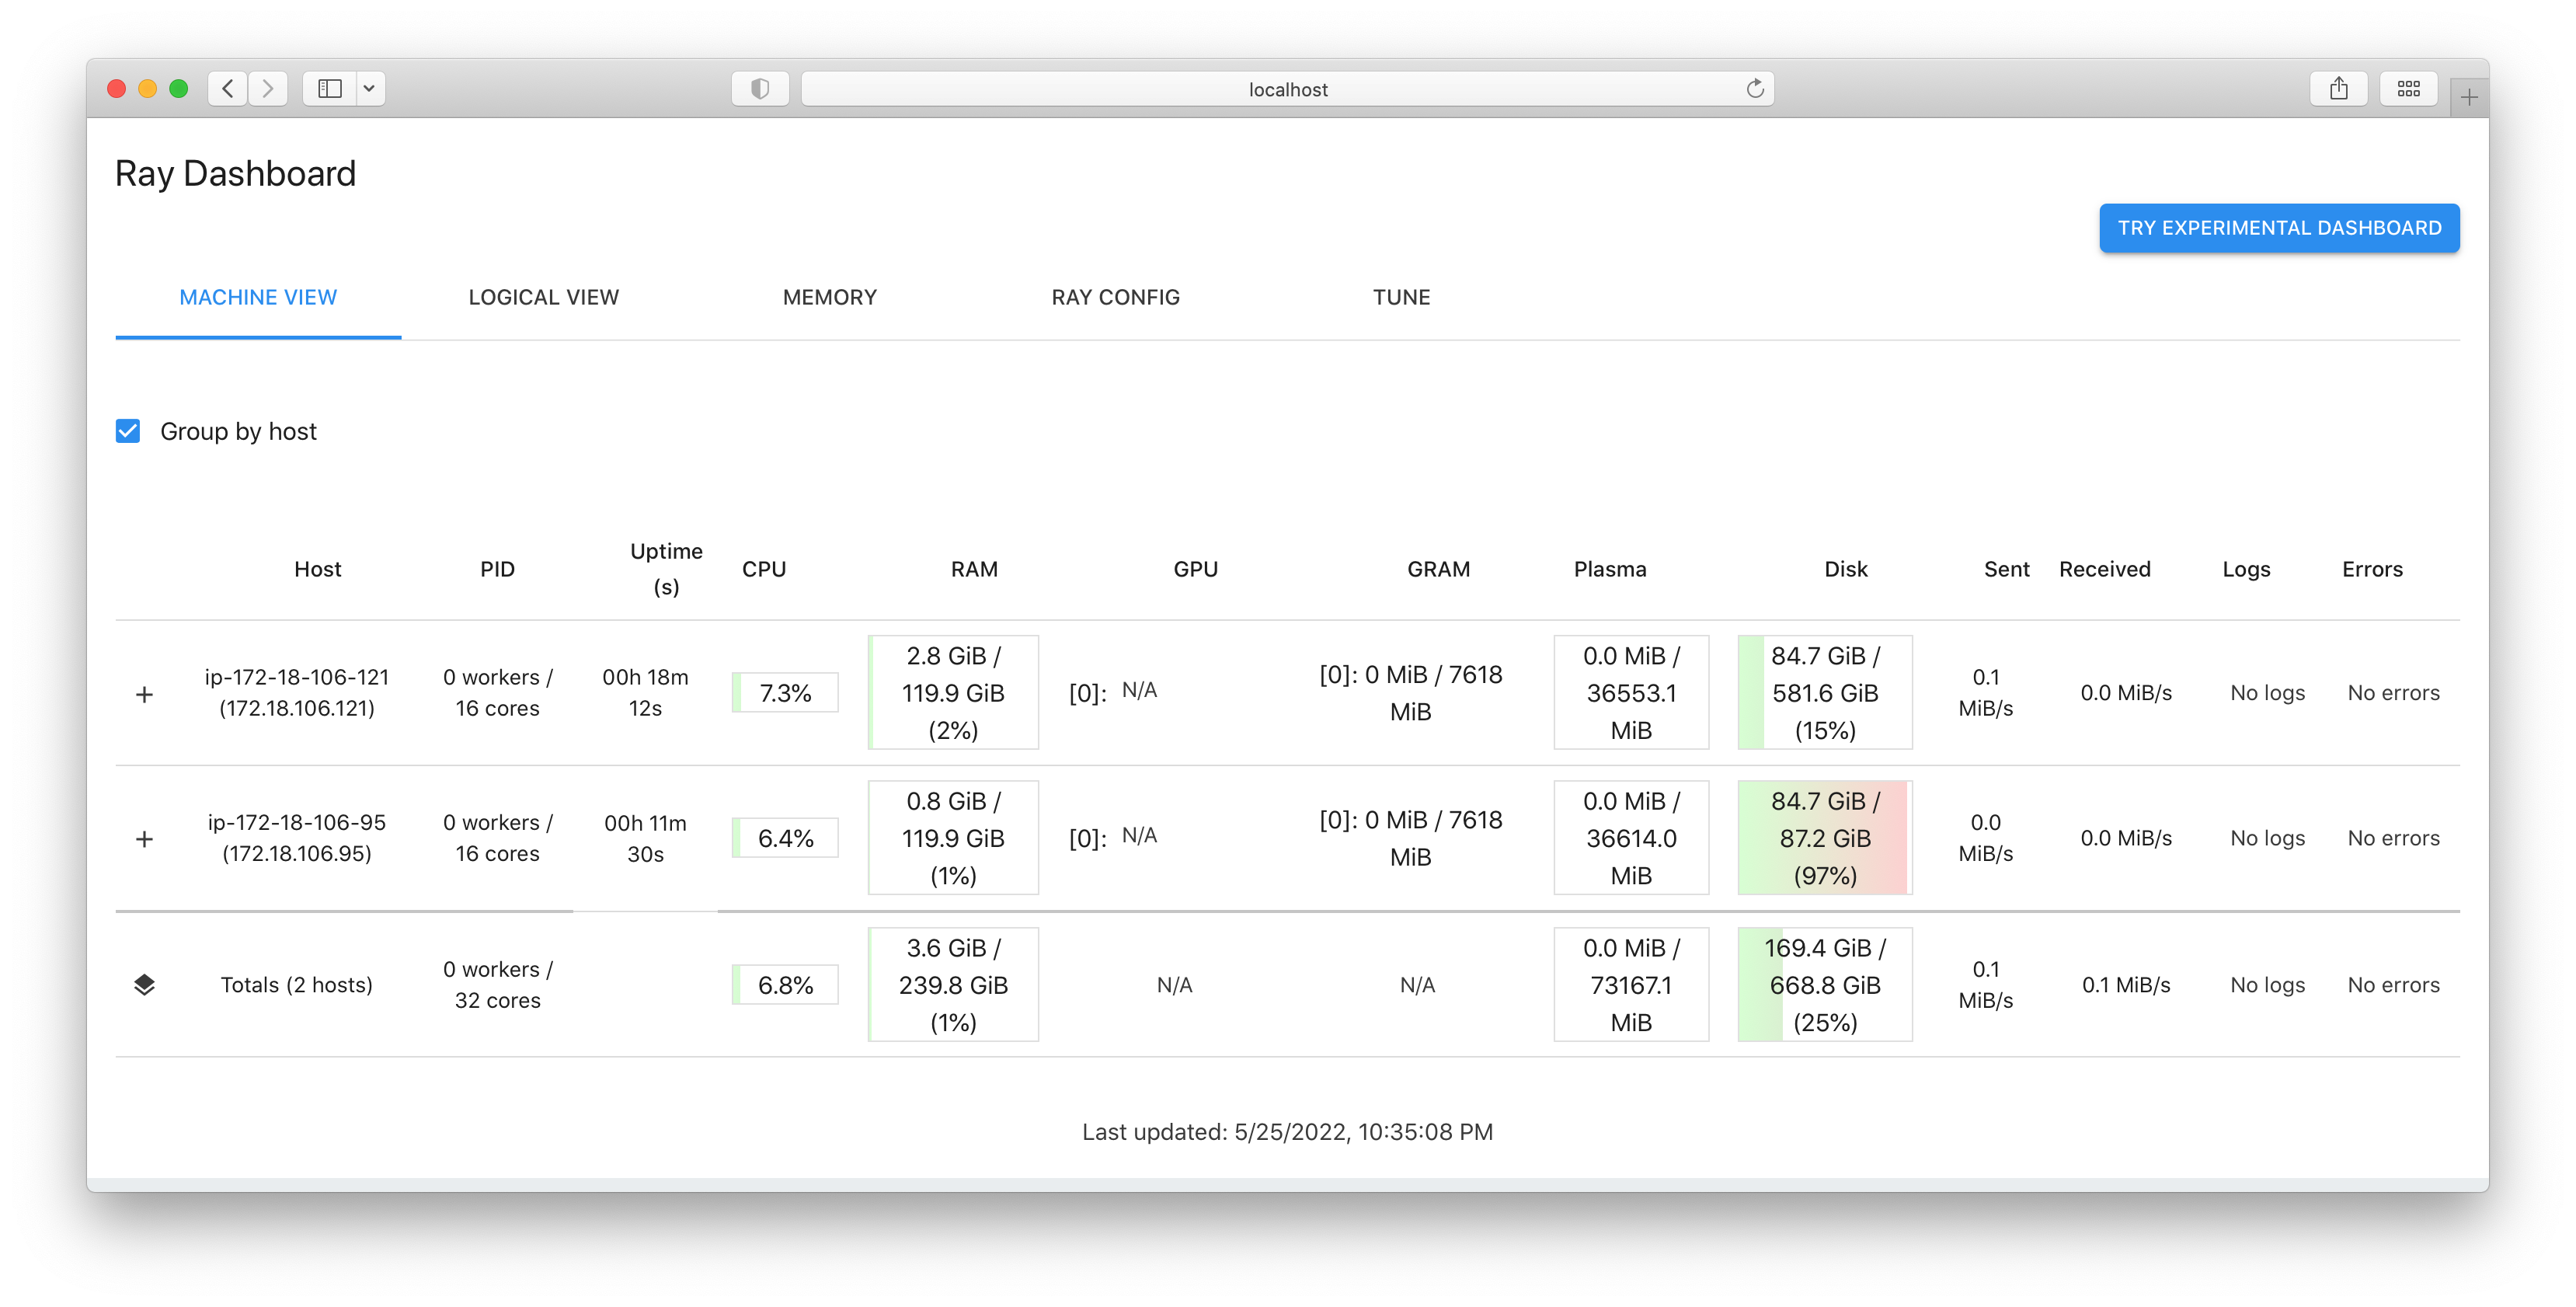 localhost
Ray Dashboard
TRY EXPERIMENTAL DASHBOARD
MACHINE VIEW
LOGICAL VIEW
MEMORY
RAY CONFIG
TUNE
Group by host
Host
PID
Uptime
(s)
CPU
RAM
GPU
GRAM
Plasma
Disk
Sent
Received
Logs
Errors
ip-172-18-106-121
(172.18.106.121)
0 workers /
16 cores
00h 18m
12s
7.3%
2.8 GiB /
119.9 GiB
(2%)
[0]: N/A
[0]: 0 MiB / 7618
MiB
0.0 MiB /
36553.1
MiB
84.7 GiB /
581.6 GiB
(15%)
0.1
MiB/s
0.0 MiB/s
No logs
No errors
ip-172-18-106-95
(172.18.106.95)
0 workers /
16 cores
00h 11m
30s
6.4%
0.8 GiB /
119.9 GiB
(1%)
[0]: N/A
[0]: 0 MiB / 7618
MiB
0.0 MiB /
36614.0
MiB
84.7 GiB /
87.2 GiB
(97%)
0.0
MiB/s
0.0 MiB/s
No logs
No errors
Totals (2 hosts)
0 workers /
32 cores
6.8%
3.6 GiB /
239.8 GiB
(1%)
N/A
N/A
0.0 MiB /
73167.1
MiB
169.4 GiB /
668.8 GiB
(25%)
0.1
MiB/s
0.1 MiB/s
No logs
No errors
Last updated: 5/25/2022, 10:35:08 PM